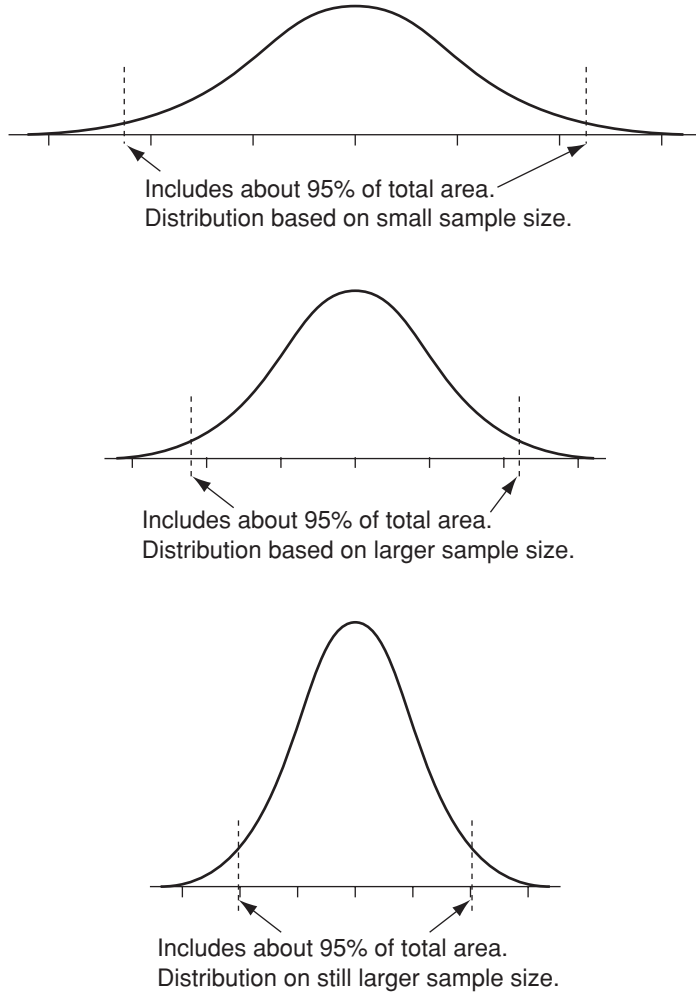 Includes about 95% of total area.
Distribution based on small sample size.
Includes about 95% of total area.
Distribution based on larger sample size.
Includes about 95% of total area.
Distribution on still larger sample size.